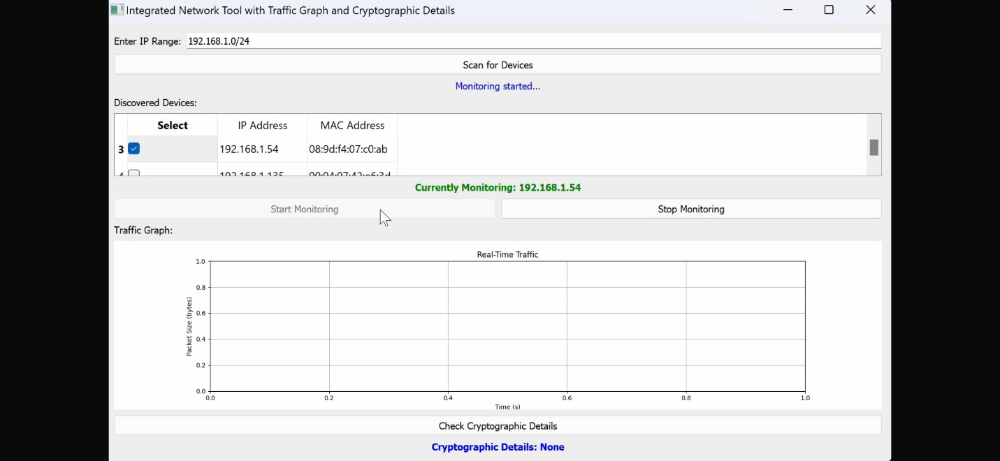 Integrated Network Tool with Traffic Graph and Cryptographic Details
Enter IP Range: 192.168.1.0/24
Scan for Devices
Monitoring started...
Discovered Devices:
Select IP Address MAC Address
3 192.168.1.54 08:9d:f4:07:c0:ab
4 192.168.1.135
Currently Monitoring: 192.168.1.54
Start Monitoring Stop Monitoring
Traffic Graph:
Real-Time Traffic
1.0
0.8
0.6
0.4
0.2
0.0
Packet Size (bytes)
0.0 0.2 0.4 0.6 0.8 1.0
Time (s)
Check Cryptographic Details
Cryptographic Details: None